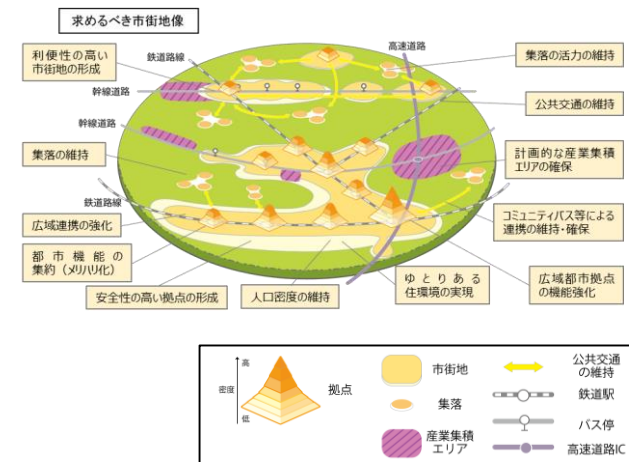 求めるべき市街地像
利便性の高い
市街地の形成
鉄道路線
高速道路
集落の活力の維持
幹線道路
公共交通の維持
幹線道路
集落の維持
計画的な産業集積
エリアの確保
鉄道路線
広域連携の強化
コミュニティバス等による
連携の維持・確保
都市機能の
集約（メリハリ化）
安全性の高い拠点の形成
人口密度の維持
ゆとりある
住環境の実現
広域都市拠点
の機能強化
高
密度
低
拠点
市街地
集落
産業集積
エリア
公共交通
の維持
鉄道駅
バス停
高速道路IC